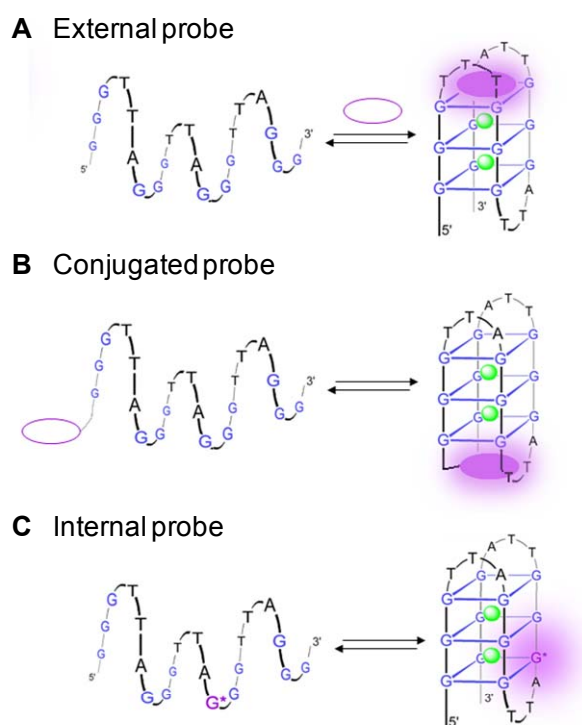 A External probe
5' G G G T T A G G G T T A G G G T T A G G G 3'
A T T
T T T G
G G
G G
G G G
G G
G G A
3' T
5' T
B Conjugated probe
G G G T T A G G G T T A G G G T T A G G G 3'
A T T
T T A
G G
G G
G G G
G G G
G G A
T T
C Internal probe
5' G G G T T A G G G T T A G* G G T T A G G G 3'
A T T
T T A
G G
G G
G G G
G G*
G G A
3' T
5' T